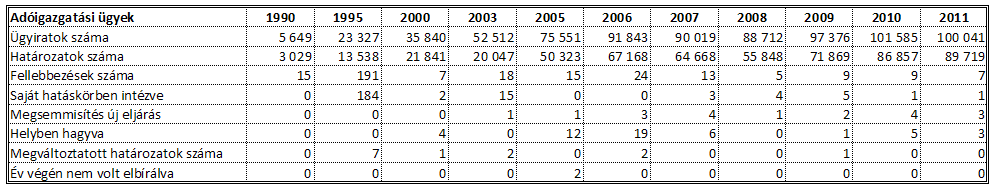 Adóigazgatási ügyek 1990 1995 2000 2003 2005 2006 2007 2008 2009 2010 2011
Ügyiratok száma 5 649 23 327 35 840 52 512 75 551 91 843 90 019 88 712 97 376 101 585 100 041
Határozatok száma 3 029 13 538 21 841 20 047 50 323 67 168 64 668 55 848 71 869 86 857 89 719
Fellebbezések száma 15 191 7 18 15 24 13 5 9 9 7
Saját hatáskörben intézve 0 184 2 15 0 0 3 4 5 1 1
Megsemmisítés új eljárás 0 0 0 1 1 3 4 1 2 4 3
Helyben hagyva 0 0 4 0 12 19 6 0 1 5 3
Megváltoztatott határozatok száma 0 7 1 2 0 2 0 0 1 0 0
Év végén nem volt elbírálva 0 0 0 0 2 0 0 0 0 0 0